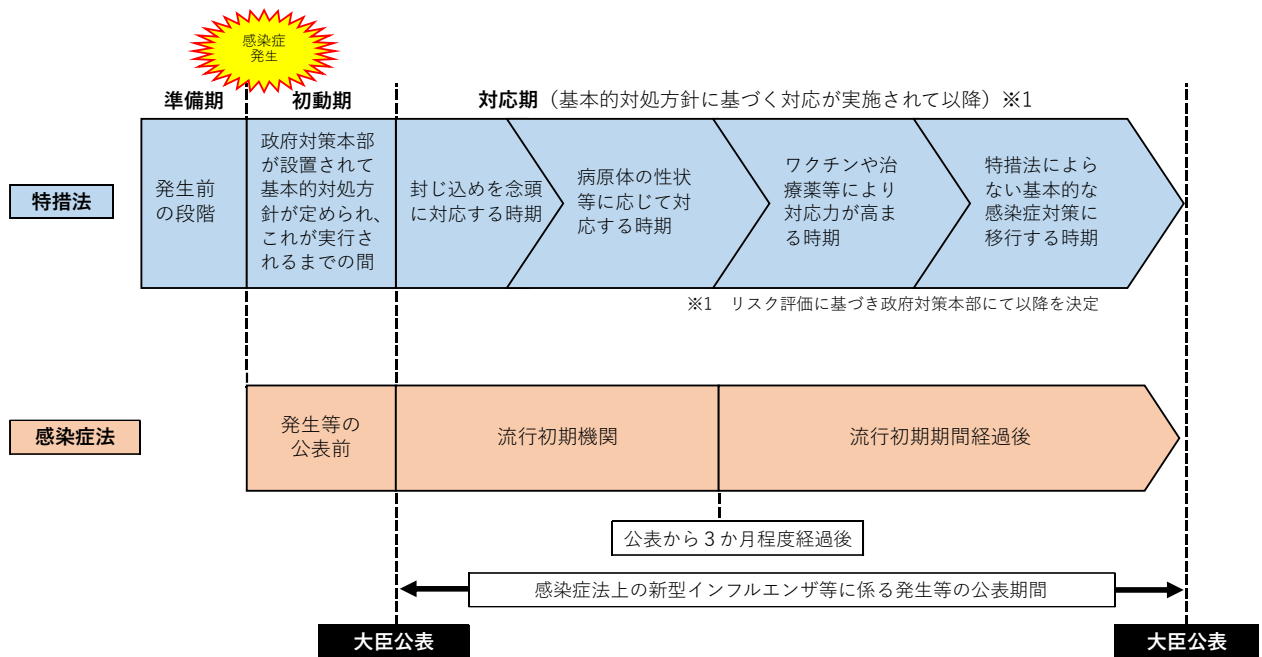 感染症
発生
準備期
初動期
対応期（基本的対処方針に基づく対応が実施されて以降）※1
特措法
発生前
の段階
政府対策本部
が設置されて
基本的対処方
針が定められ、
これが実行さ
れるまでの間
封じ込めを念頭
に対応する時期
病原体の性状
等に応じて対
応する時期
ワクチンや治
療薬等により
対応力が高ま
る時期
特措法によら
ない基本的な
感染症対策に
移行する時期
※1　リスク評価に基づき政府対策本部にて以降を決定
感染症法
発生等の
公表前
流行初期機関
流行初期期間経過後
公表から３か月程度経過後
感染症法上の新型インフルエンザ等に係る発生等の公表期間
大臣公表
大臣公表